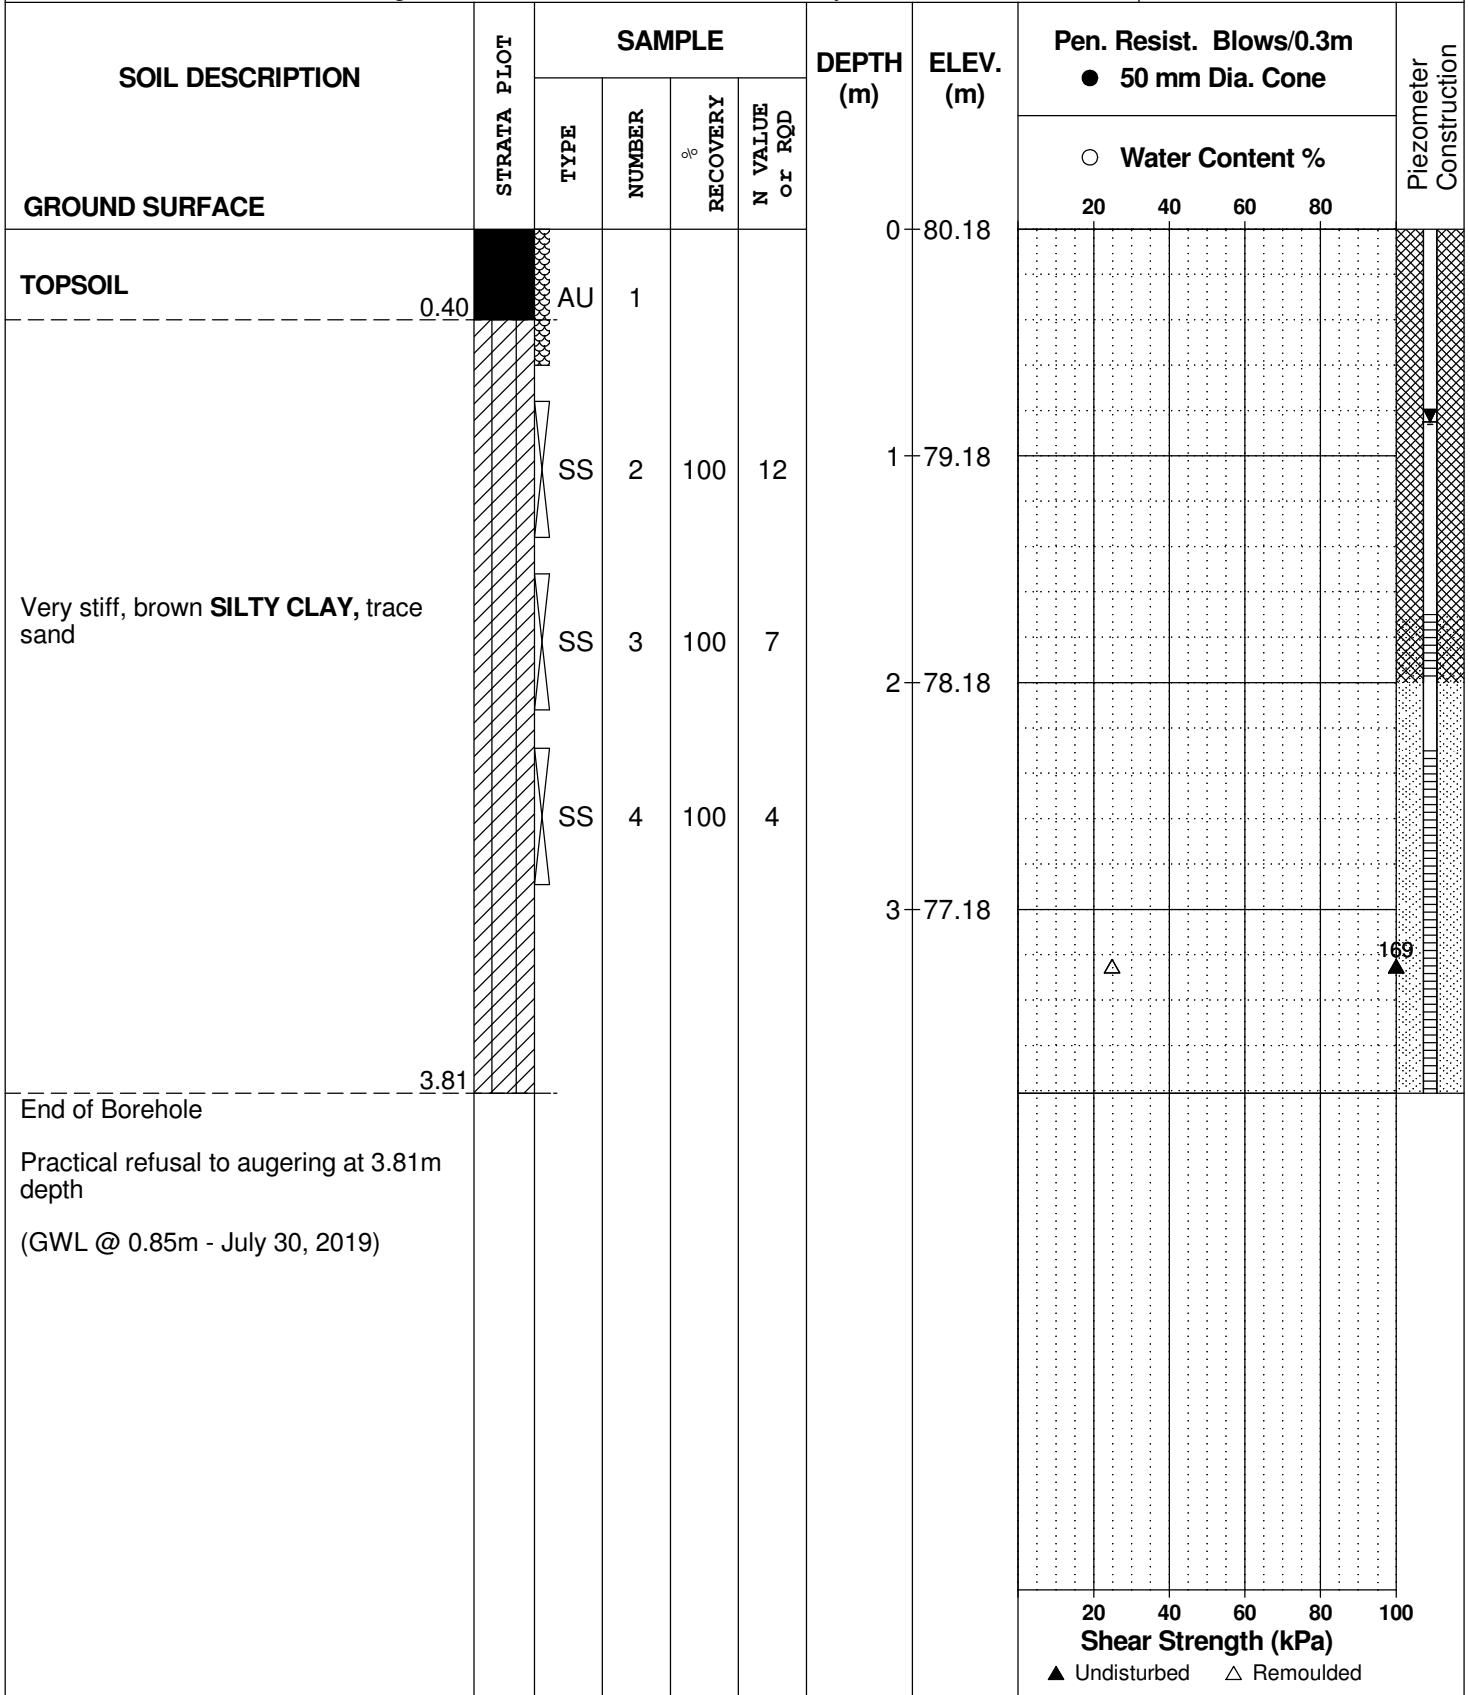 SOIL DESCRIPTION
GROUND SURFACE
STRATA PLOT
SAMPLE
TYPE
NUMBER
%
RECOVERY
N VALUE
or RQD
DEPTH
(m)
ELEV.
(m)
Pen. Resist. Blows/0.3m
● 50 mm Dia. Cone
○ Water Content %
20 40 60 80
Piezometer
Construction
0 80.18
TOPSOIL
0.40
AU 1
SS 2 100 12
1 79.18
Very stiff, brown SILTY CLAY, trace
sand
SS 3 100 7
2 78.18
SS 4 100 4
3 77.18
169
3.81
End of Borehole
Practical refusal to augering at 3.81m
depth
(GWL @ 0.85m - July 30, 2019)
20 40 60 80 100
Shear Strength (kPa)
▲ Undisturbed △ Remoulded